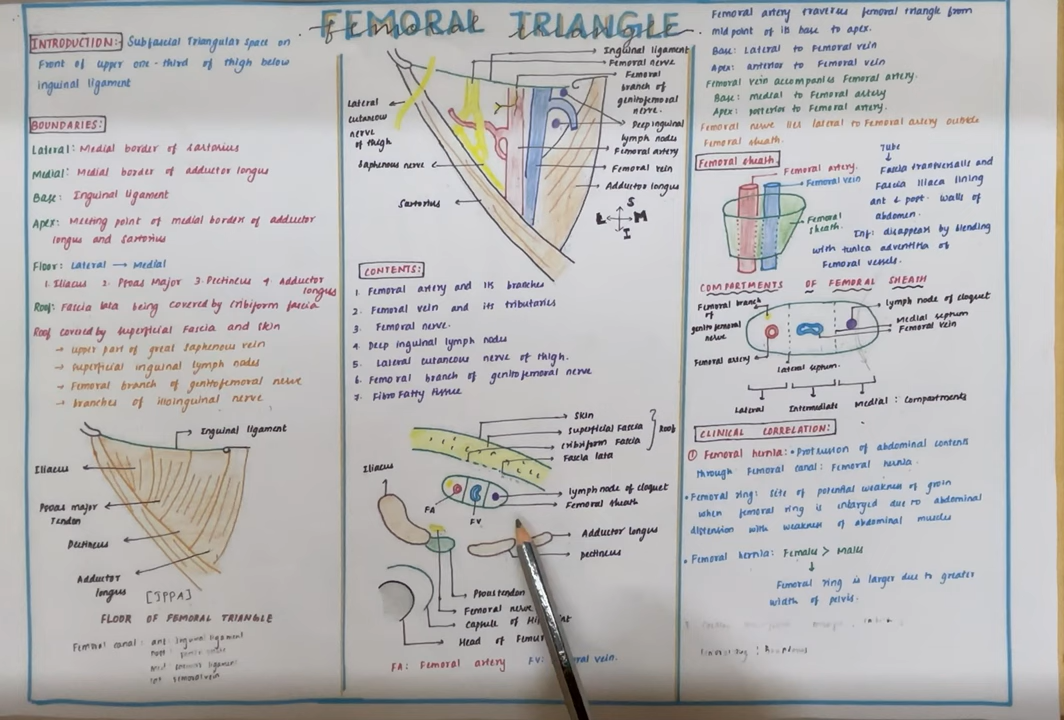 FEMORAL TRIANGLE
femoral triangle
INTRODUCTION:- Subfascial Triangular space on
Front of upper one-third of thigh below
inguinal ligament
BOUNDARIES:
Lateral: Medial border of sartorius
Medial: Medial border of adductor longus
Base: Inguinal ligament
Apex: Meeting point of medial border of adductor
longus and Sartorius
Floor: Lateral → Medial
1. Iliacus 2. Psoas Major 3. Pectineus 4. Adductor
longus
Roof: Fascia lata being covered by cribiform fascia
Roof covered by superficial Fascia and skin
→ upper part of great saphenous vein
→ superficial inguinal lymph nodes
→ Femoral branch of genitofemoral nerve
→ branches of ilioinguinal nerve
Inguinal ligament
Iliacus
Psoas major
Tendon
Pectineus
Adductor
longus
[IPPA]
FLOOR OF FEMORAL TRIANGLE
Femoral canal: ant: Inguinal ligament
ligament
Femoral vein
Inguinal ligament
Femoral nerve
Femoral
branch of
genitofemoral
nerve.
Deep inguinal
lymph nodes
Femoral artery
Femoral vein
Adductor longus
Lateral
cutaneous
nerve
of thigh
Saphenous nerve
Sartorius
S
L M
I
CONTENTS:
1. Femoral artery and its branches
2. Femoral vein and its tributaries
3. Femoral nerve.
4. Deep inguinal lymph nodes
5. Lateral cutaneous nerve of thigh.
6. Femoral branch of genitofemoral nerve
7. Fibro Fatty Tissue
Skin
Superficial Fascia
Cribiform Fascia
Fascia lata
Roof
Iliacus
FA
FV
lymph node of cloquet
Femoral sheath
Adductor longus
Pectineus
Psoas tendon
Femoral nerve
Capsule of Hip
Head of Femur
FA: Femoral artery FV: vein.
Femoral artery traverses femoral triangle from
mid point of its base to apex.
Base: Lateral to Femoral vein
Apex: anterior to Femoral vein
Femoral vein accompanies Femoral artery.
Base: medial to Femoral artery
Apex: posterior to Femoral artery.
Femoral nerve lies lateral to Femoral artery outside
Femoral sheath.
Femoral sheath.
Femoral artery.
Femoral vein
Femoral
sheath.
Tube
↓
Fascia transversalis and
Fascia Iliaca lining
ant & post. walls of
abdomen.
Inf: disappear by blending
with tunica adventitia of
Femoral vessels.
COMPARTMENTS OF FEMORAL SHEATH
Femoral branch
of
genito femoral
nerve
Femoral artery
lymph node of cloquet
Medial septum
Femoral vein
lateral septum.
Lateral Intermediate Medial : Compartments
CLINICAL CORRELATION:
① Femoral hernia: • Protrusion of abdominal contents
through Femoral canal: Femoral hernia.
• Femoral ring: site of potential weakness of groin
when femoral ring is enlarged due to abdominal
distension with weakness of abdominal muscles
• Femoral hernia: Females > Males
↓
Femoral ring is larger due to greater
width of pelvis.